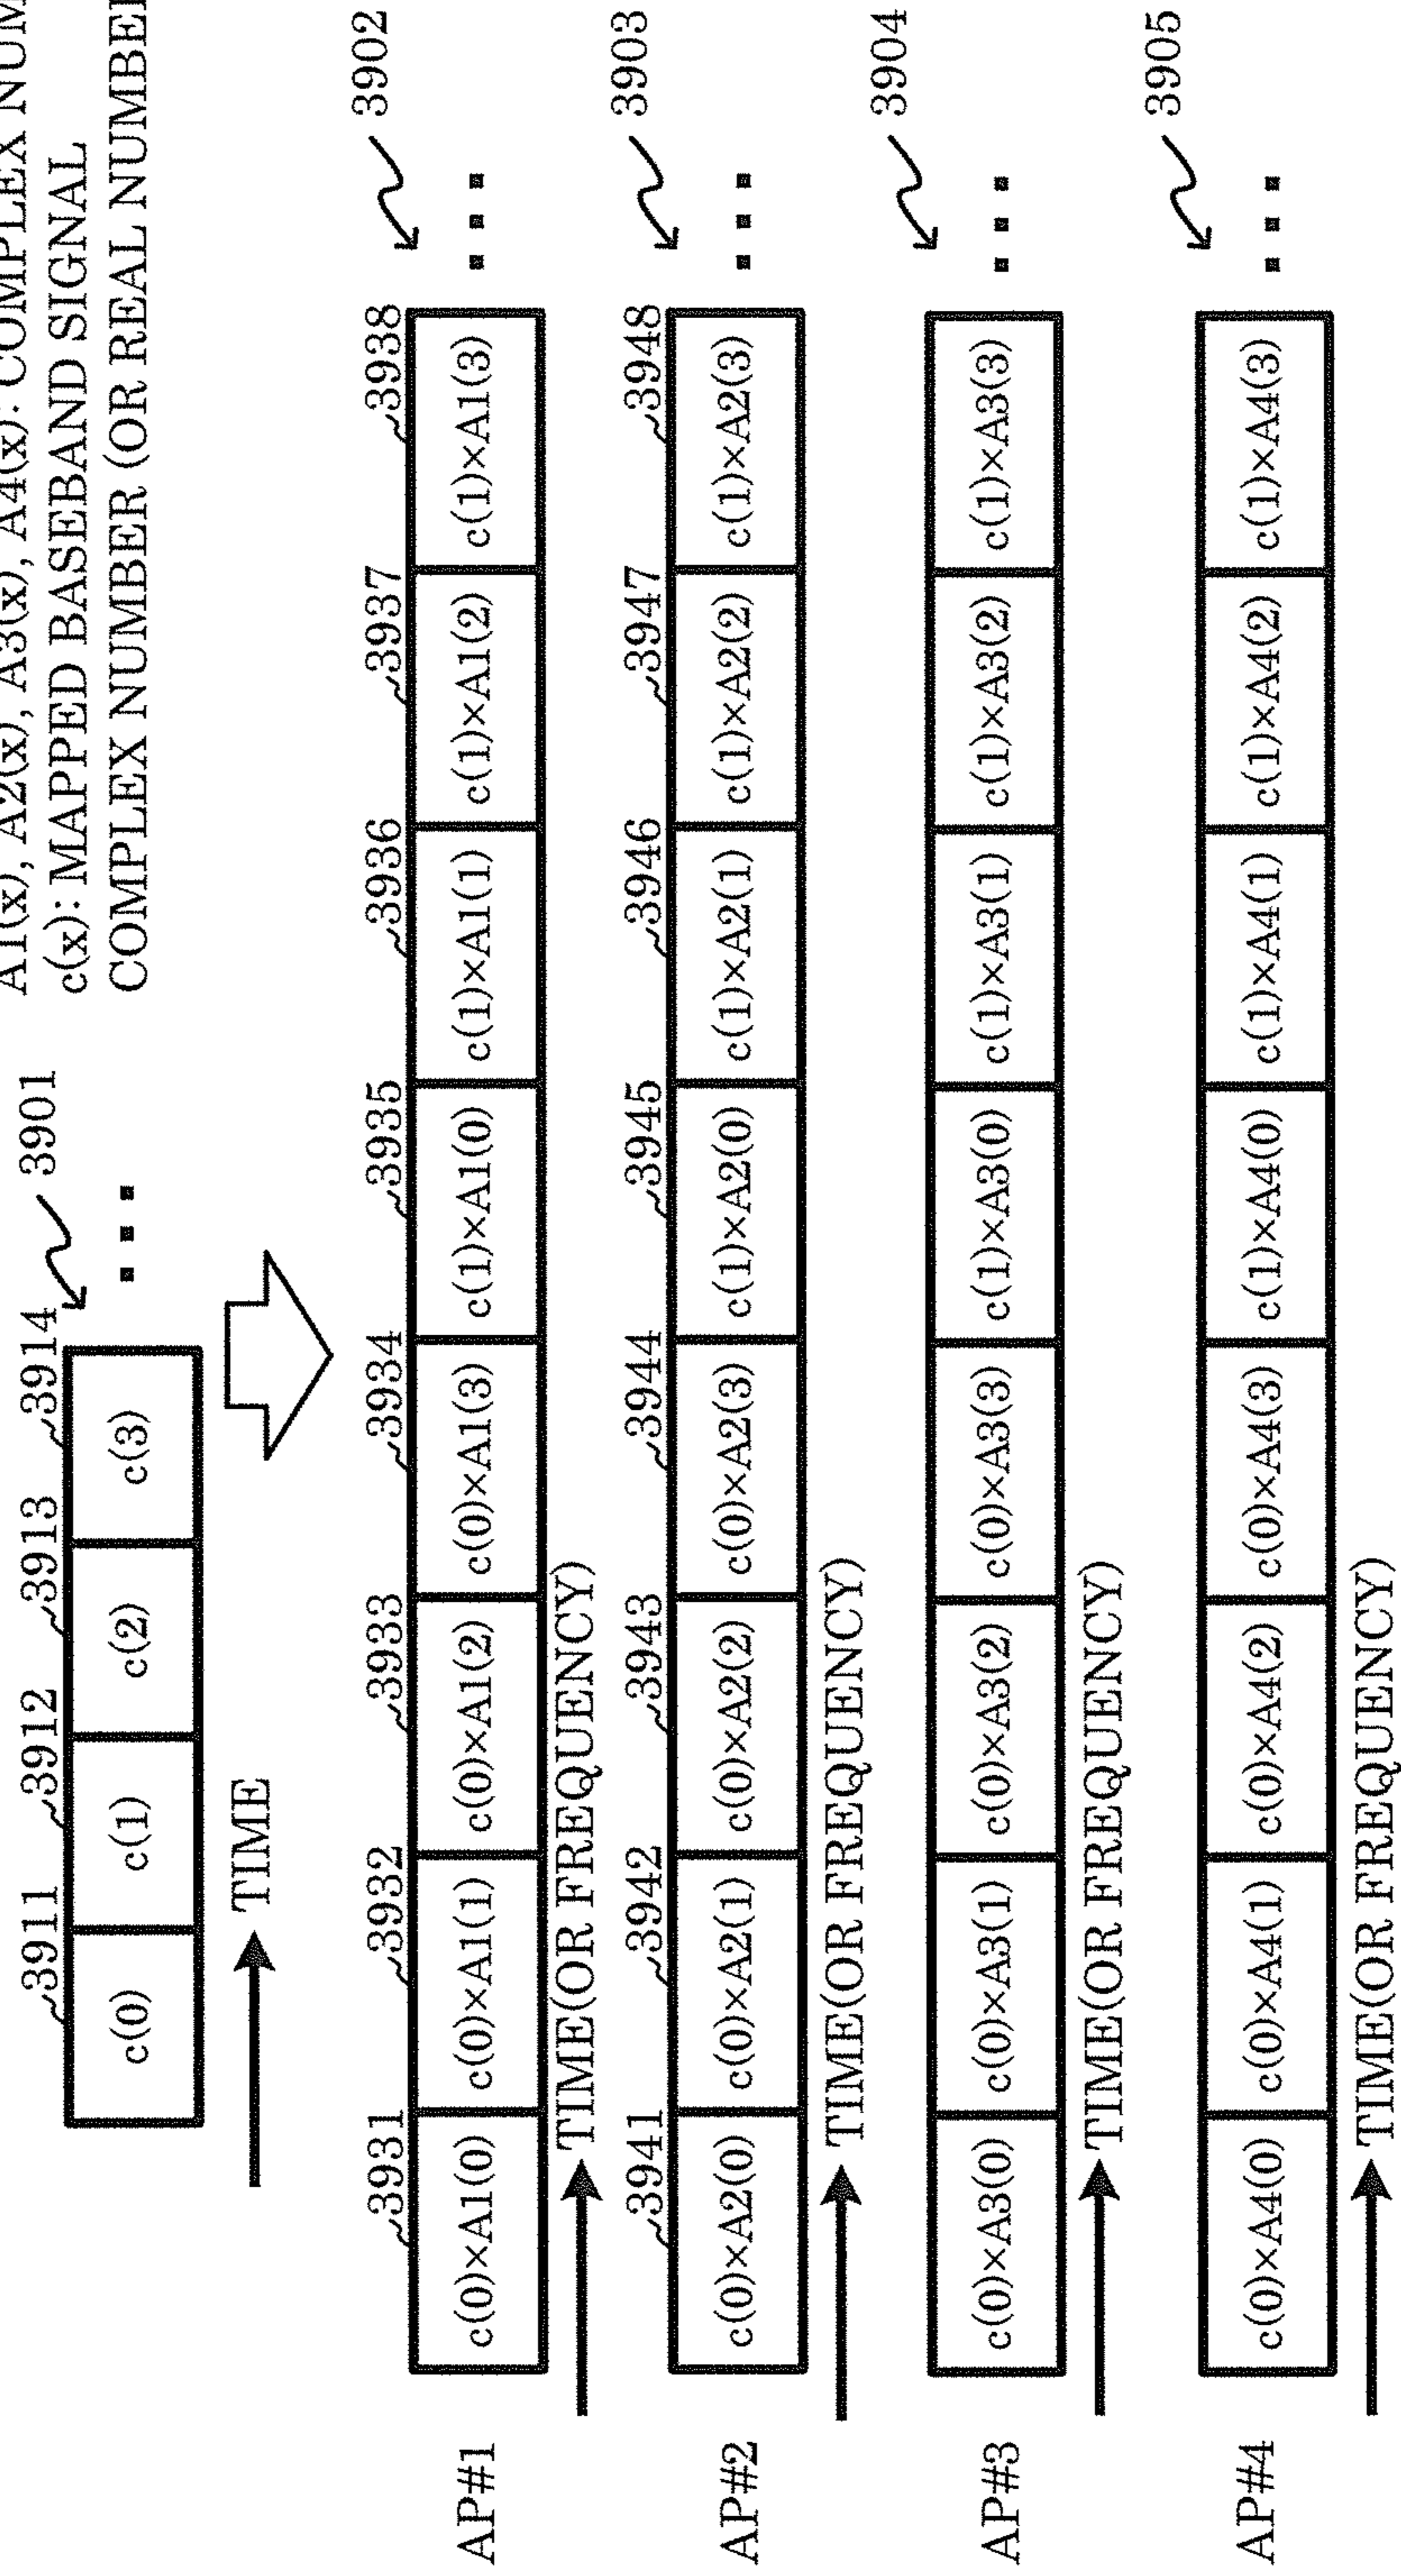 A1(x), A2(x), A3(x), A4(x): COMPLEX NUM
c(x): MAPPED BASEBAND SIGNAL
COMPLEX NUMBER (OR REAL NUMBE
3911 3912 3913 3914 3901
c(0) c(1) c(2) c(3)
TIME
3931 3932 3933 3934 3935 3936 3937 3938 3902
AP#1 c(0)×A1(0) c(0)×A1(1) c(0)×A1(2) c(0)×A1(3) c(1)×A1(0) c(1)×A1(1) c(1)×A1(2) c(1)×A1(3)
TIME(OR FREQUENCY)
3941 3942 3943 3944 3945 3946 3947 3948 3903
AP#2 c(0)×A2(0) c(0)×A2(1) c(0)×A2(2) c(0)×A2(3) c(1)×A2(0) c(1)×A2(1) c(1)×A2(2) c(1)×A2(3)
TIME(OR FREQUENCY)
3904
AP#3 c(0)×A3(0) c(0)×A3(1) c(0)×A3(2) c(0)×A3(3) c(1)×A3(0) c(1)×A3(1) c(1)×A3(2) c(1)×A3(3)
TIME(OR FREQUENCY)
3905
AP#4 c(0)×A4(0) c(0)×A4(1) c(0)×A4(2) c(0)×A4(3) c(1)×A4(0) c(1)×A4(1) c(1)×A4(2) c(1)×A4(3)
TIME(OR FREQUENCY)